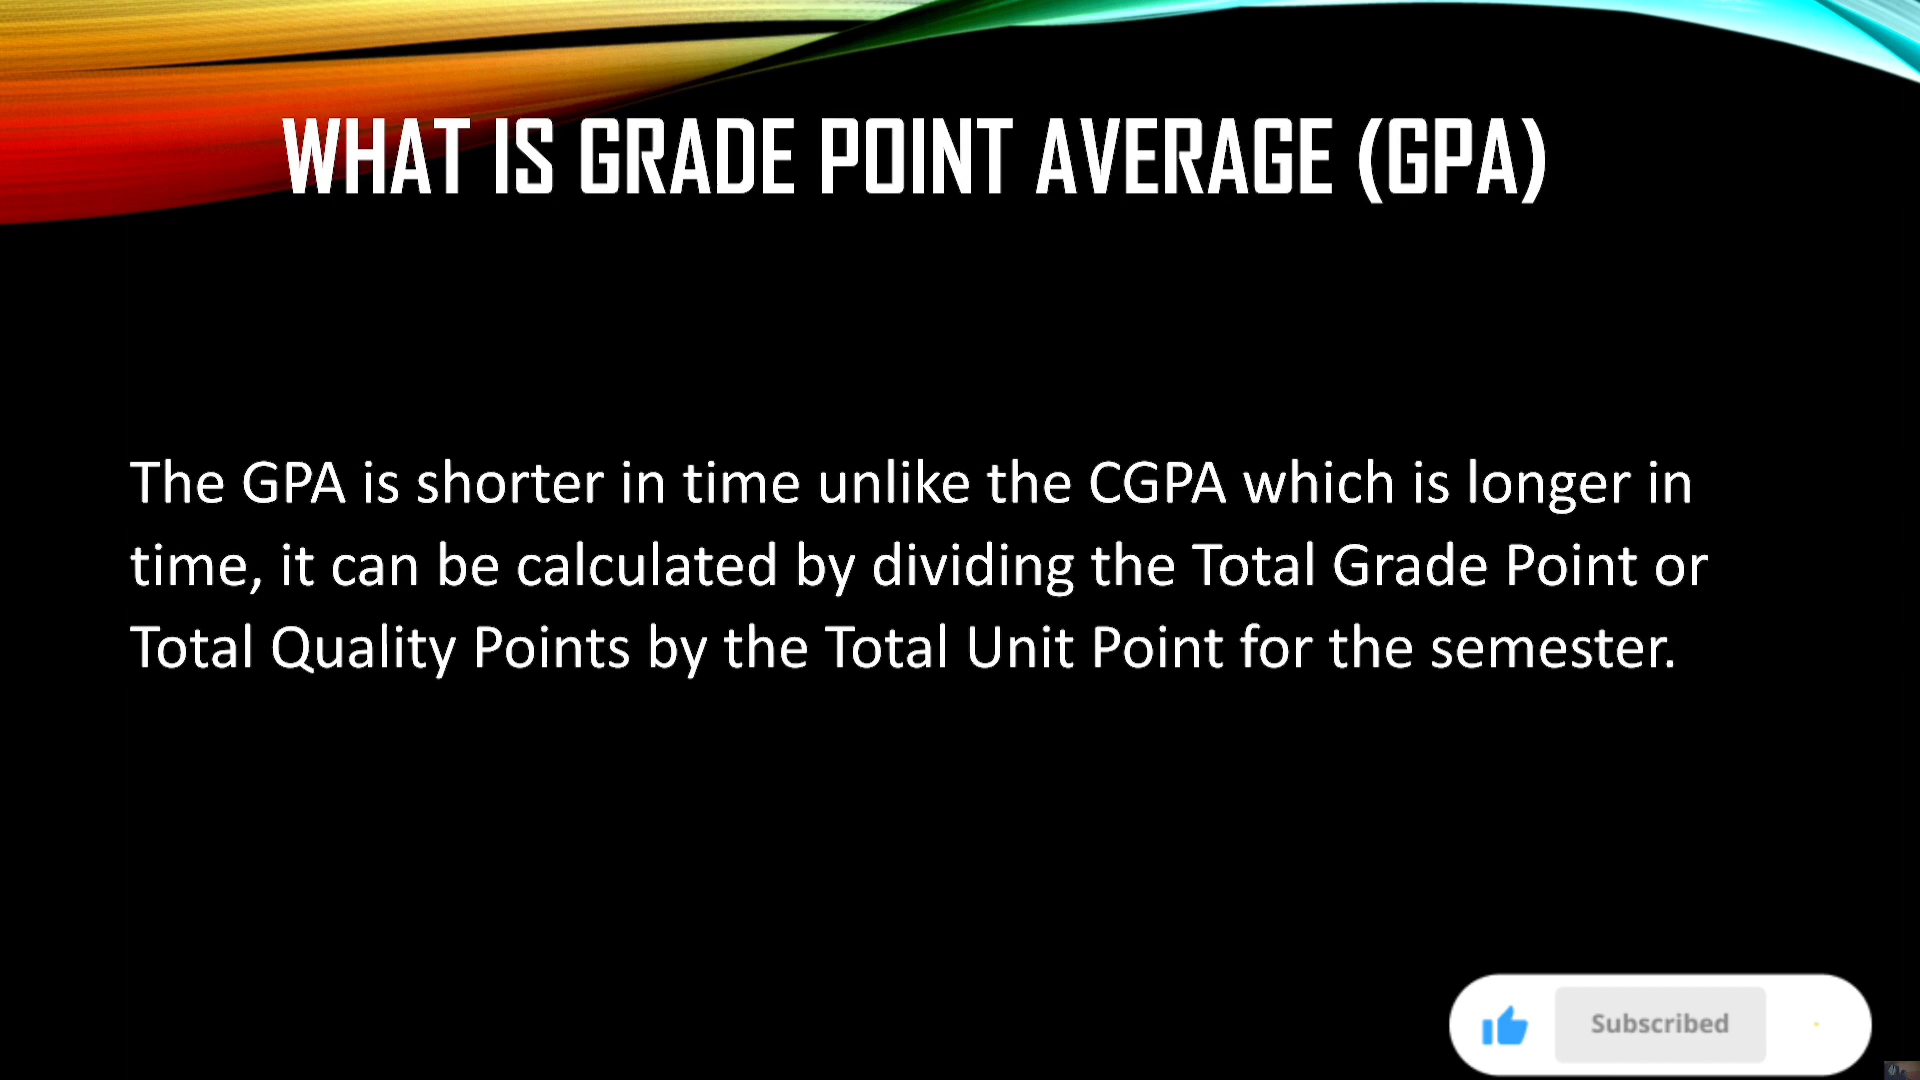 WHAT IS GRADE POINT AVERAGE (GPA)
The GPA is shorter in time unlike the CGPA which is longer in
time, it can be calculated by dividing the Total Grade Point or
Total Quality Points by the Total Unit Point for the semester.
Subscribed